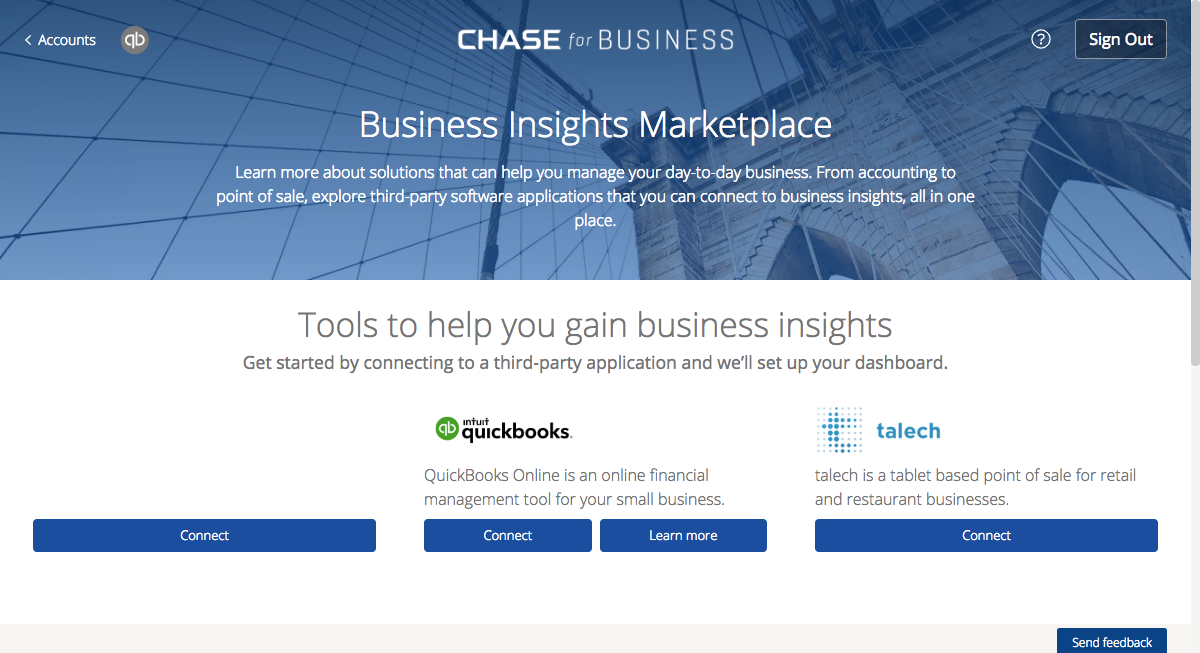 Accounts
qb
CHASE for BUSINESS
?
Sign Out
Business Insights Marketplace
Learn more about solutions that can help you manage your day-to-day business. From accounting to
point of sale, explore third-party software applications that you can connect to business insights, all in one
place.
Tools to help you gain business insights
Get started by connecting to a third-party application and we’ll set up your dashboard.
Connect
qb intuit quickbooks.
QuickBooks Online is an online financial
management tool for your small business.
Connect
Learn more
talech
talech is a tablet based point of sale for retail
and restaurant businesses.
Connect
Send feedback